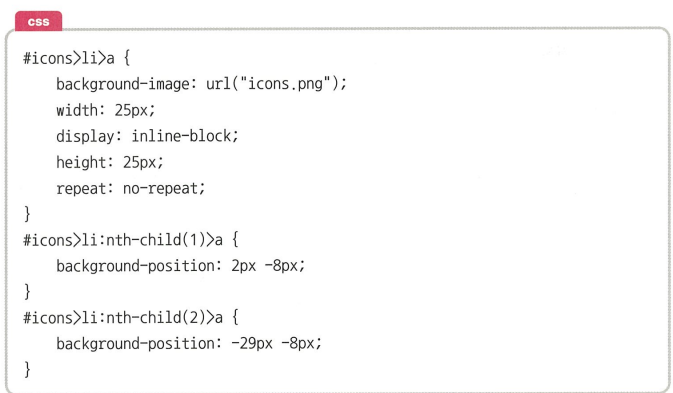 css
#icons>li>a {
    background-image: url("icons.png");
    width: 25px;
    display: inline-block;
    height: 25px;
    repeat: no-repeat;
}
#icons>li:nth-child(1)>a {
    background-position: 2px -8px;
}
#icons>li:nth-child(2)>a {
    background-position: -29px -8px;
}